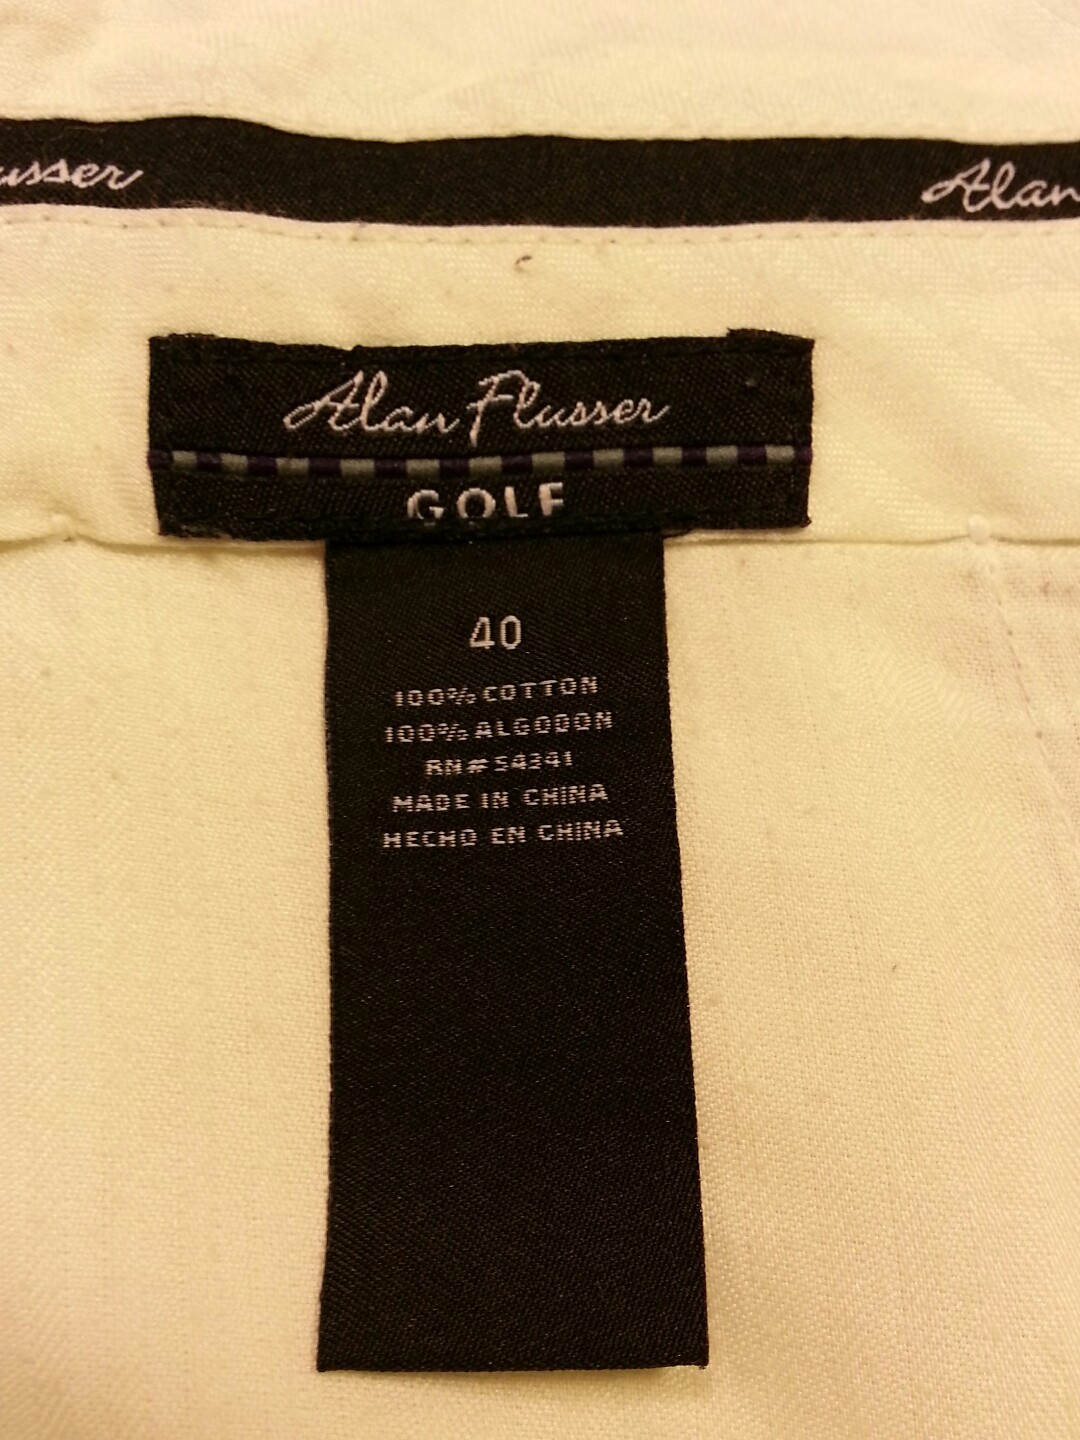 usser
Alan
Alan Flusser
GOLF
40
100% COTTON
100% ALGODON
RN# 54341
MADE IN CHINA
HECHO EN CHINA